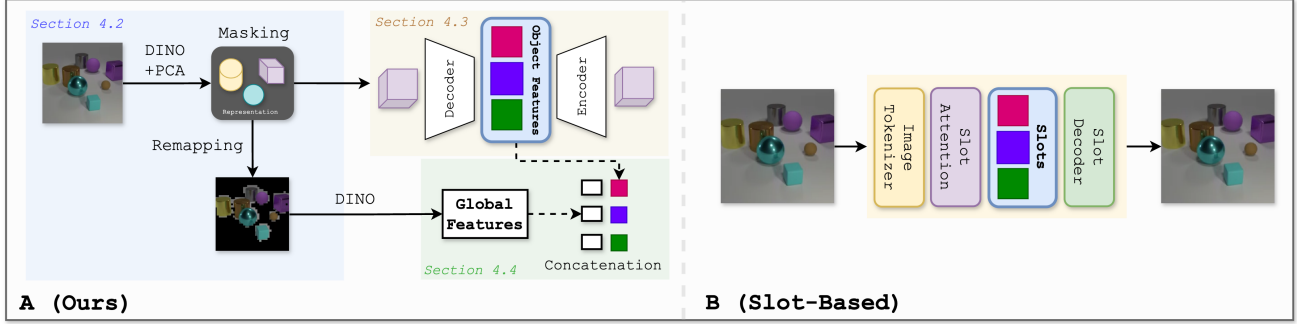 Section 4.2
DINO
+PCA
Masking
Representation
Remapping
Section 4.3
Decoder
Object Features
Encoder
DINO
Global
Features
Concatenation
Section 4.4
A (Ours)
Image
Tokenizer
Slot
Attention
Slots
Slot
Decoder
B (Slot-Based)